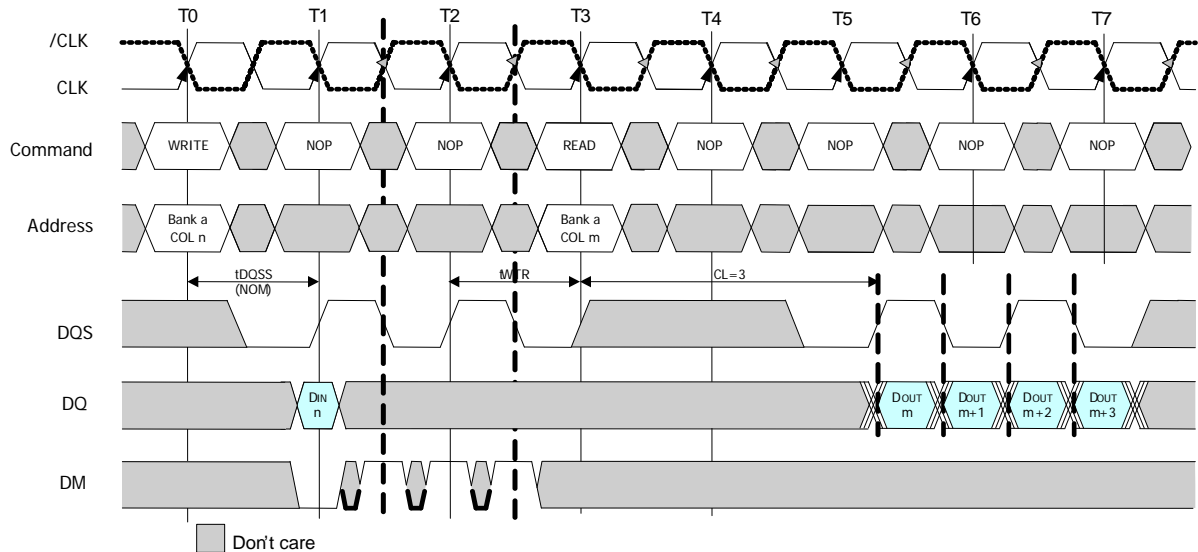 T0 T1 T2 T3 T4 T5 T6 T7
/CLK
CLK
Command WRITE NOP NOP READ NOP NOP NOP NOP
Address Bank a COL n Bank a COL m
tDQSS (NOM) tWTR CL=3
DQS
DQ DIN n DOUT m DOUT m+1 DOUT m+2 DOUT m+3
DM
Don't care